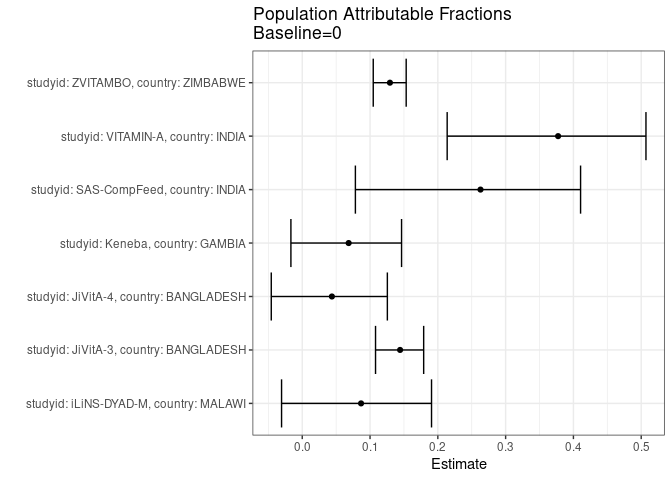 Population Attributable Fractions
Baseline=0
studyid: ZVITAMBO, country: ZIMBABWE
studyid: VITAMIN-A, country: INDIA
studyid: SAS-CompFeed, country: INDIA
studyid: Keneba, country: GAMBIA
studyid: JiVitA-4, country: BANGLADESH
studyid: JiVitA-3, country: BANGLADESH
studyid: iLiNS-DYAD-M, country: MALAWI
0.0 0.1 0.2 0.3 0.4 0.5
Estimate